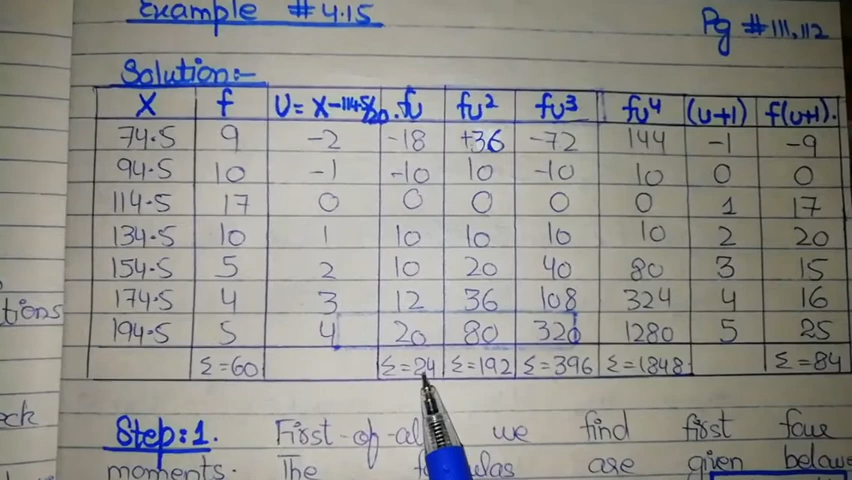 Example #4.15
Pg #111,112
Solution:-
X f U= X-114.5/20 fu fu² fu³ fu⁴ (u+1) f(u+1).
74.5 9 -2 -18 +36 -72 144 -1 -9
94.5 10 -1 -10 10 -10 10 0 0
114.5 17 0 0 0 0 0 1 17
134.5 10 1 10 10 10 10 2 20
154.5 5 2 10 20 40 80 3 15
174.5 4 3 12 36 108 324 4 16
194.5 5 4 20 80 320 1280 5 25
Σ=60 Σ=24 Σ=192 Σ=396 Σ=1848 Σ=84
Step:1. First-of-al we find first four
moments. The are given below
tions
ock